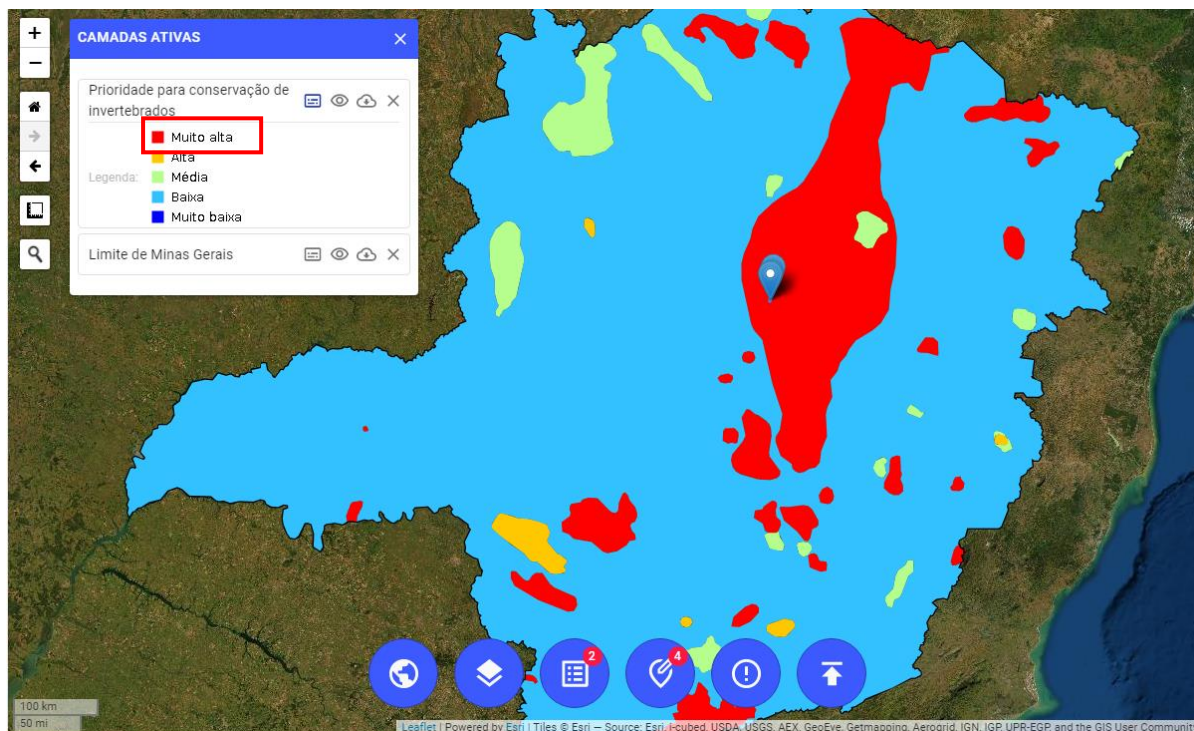 +
CAMADAS ATIVAS ×
−
Prioridade para conservação de
invertebrados
Muito alta
Alta
Legenda: Média
Baixa
Muito baixa
Limite de Minas Gerais
2
4
100 km
50 mi
Leaflet | Powered by Esri | Tiles © Esri — Source: Esri, i-cubed, USDA, USGS, AEX, GeoEye, Getmapping, Aerogrid, IGN, IGP, UPR-EGP, and the GIS User Communit